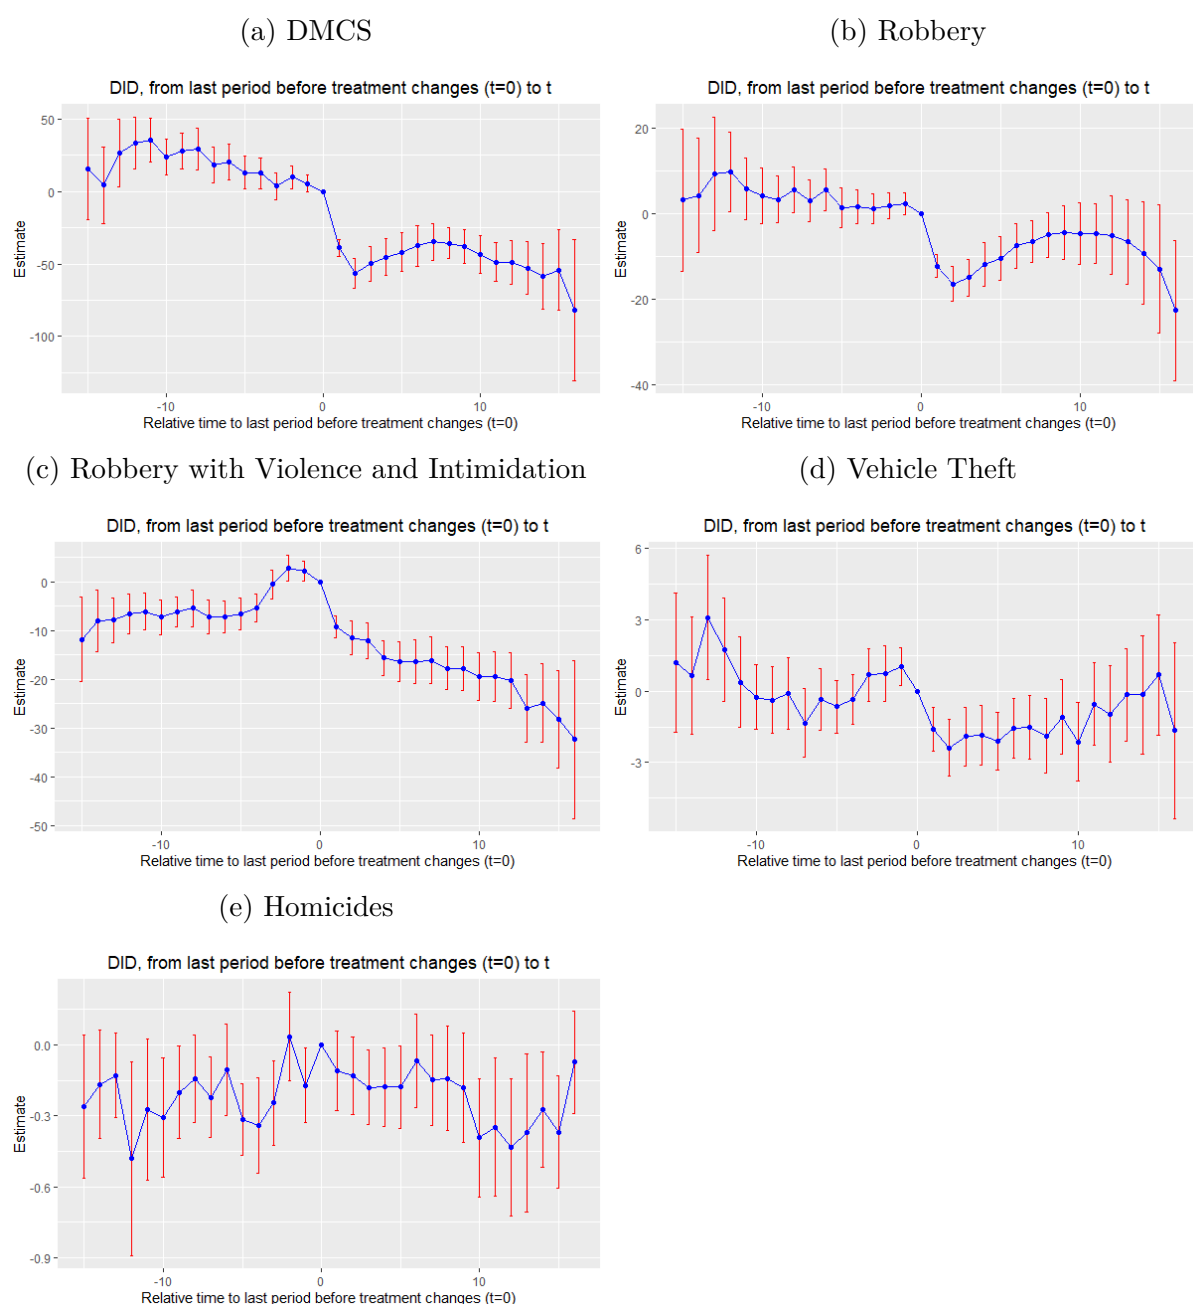 (a) DMCS
(b) Robbery
DID, from last period before treatment changes (t=0) to t
50
0
-50
-100
Estimate
-10
0
10
Relative time to last period before treatment changes (t=0)
DID, from last period before treatment changes (t=0) to t
20
0
-20
-40
Estimate
-10
0
10
Relative time to last period before treatment changes (t=0)
(c) Robbery with Violence and Intimidation
(d) Vehicle Theft
DID, from last period before treatment changes (t=0) to t
0
-10
-20
-30
-40
-50
Estimate
-10
0
10
Relative time to last period before treatment changes (t=0)
DID, from last period before treatment changes (t=0) to t
6
3
0
-3
Estimate
-10
0
10
Relative time to last period before treatment changes (t=0)
(e) Homicides
DID, from last period before treatment changes (t=0) to t
0.0
-0.3
-0.6
-0.9
Estimate
-10
0
10
Relative time to last period before treatment changes (t=0)